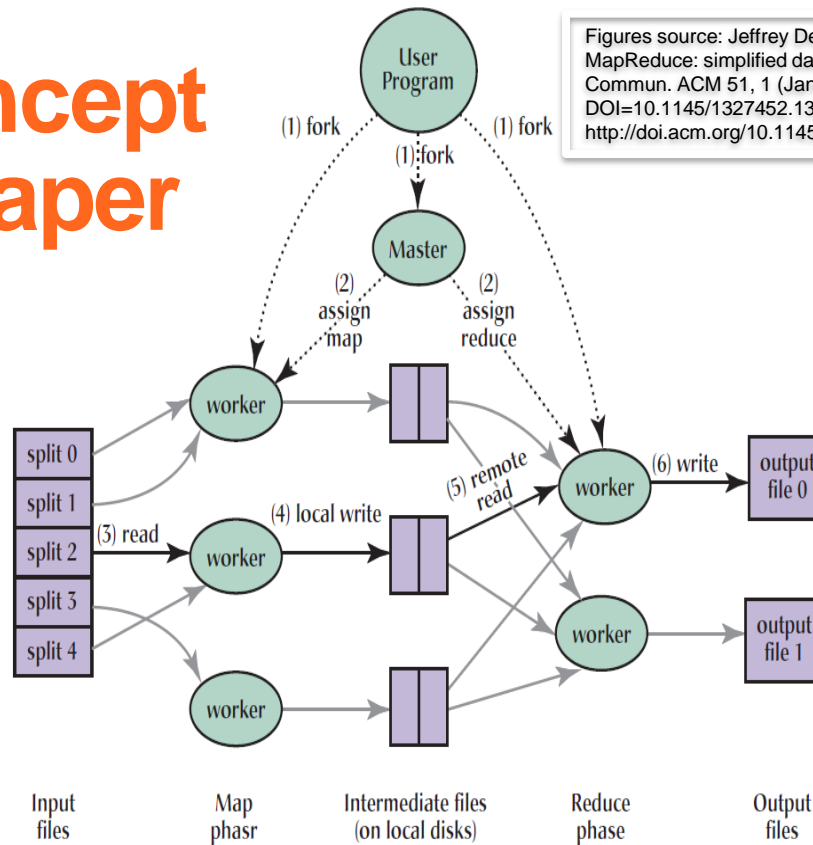 ncept
aper
Figures source: Jeffrey De
MapReduce: simplified da
Commun. ACM 51, 1 (Jan
DOI=10.1145/1327452.13
http://doi.acm.org/10.1145
User
Program
(1) fork
(1) fork
(1) fork
Master
(2)
assign
map
(2)
assign
reduce
worker
split 0
split 1
split 2
split 3
split 4
(3) read
worker
(4) local write
(5) remote
read
worker
(6) write
output
file 0
worker
output
file 1
worker
Input
files
Map
phasr
Intermediate files
(on local disks)
Reduce
phase
Output
files